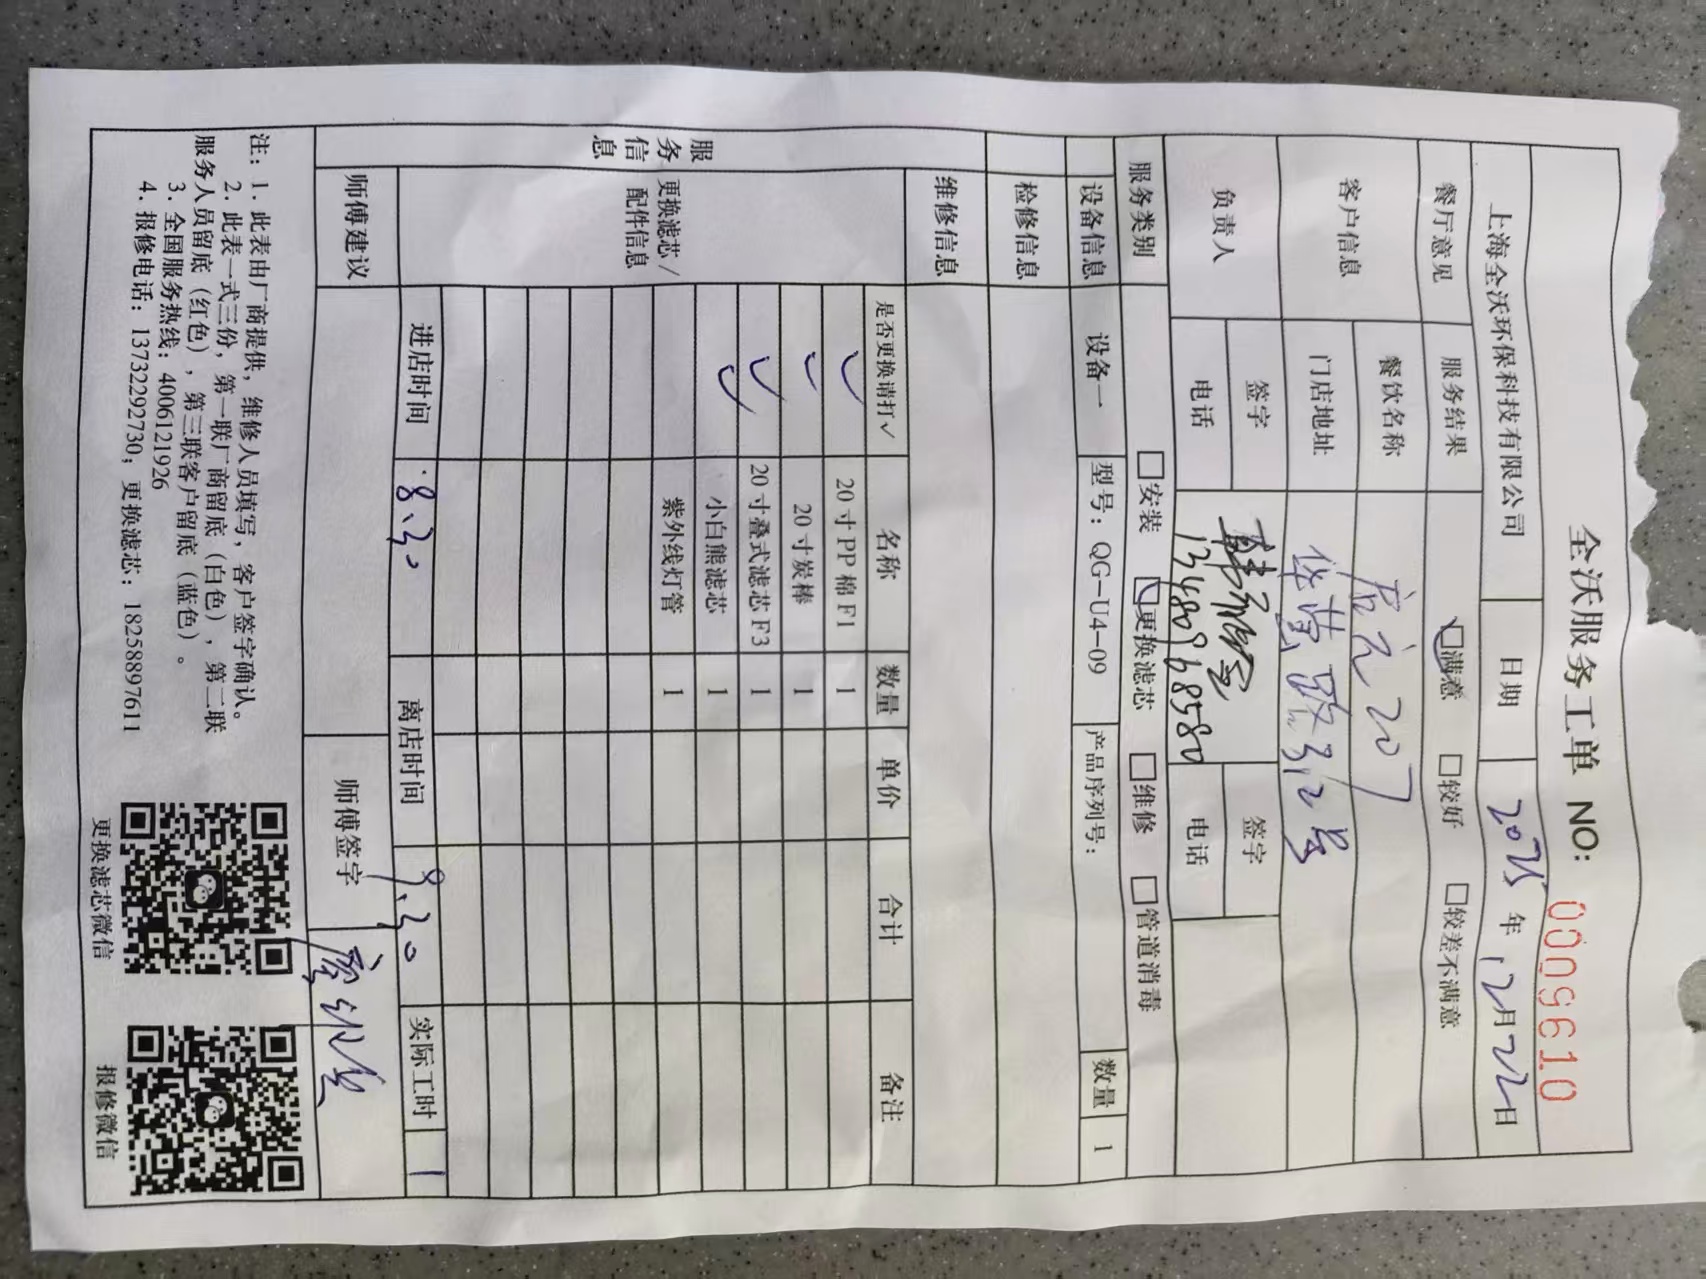 全沃服务工单 NO: 00096610
上海全沃环保科技有限公司 日期 2025年12月22日
餐厅意见 服务结果 ☑满意 □较好 □较差不满意
客户信息 餐饮名称 207
门店地址 华 路312号
负责人 签字 签字
电话 13480968580 电话
服务类别 □安装 ☑更换滤芯 □维修 □管道消毒
设备信息 设备一 型号: QG-U4-09 产品序列号: 数量 1
检修信息
维修信息
服务信息
更换滤芯/配件信息
是否更换请打✓ 名称 数量 单价 合计 备注
✓ 20寸PP棉F1 1
✓ 20寸炭棒 1
✓ 20寸叠式滤芯F3 1
✓ 小白熊滤芯 1
紫外线灯管 1
进店时间 8.30 离店时间 9.30 实际工时 1
师傅建议 师傅签字
注: 1. 此表由厂商提供, 维修人员填写, 客户签字确认。
2. 此表一式三份, 第一联厂商留底 (白色), 第二联
服务人员留底 (红色), 第三联客户留底 (蓝色)。
3. 全国服务热线: 4006121926
4. 报修电话: 13732292730, 更换滤芯: 18258897611
更换滤芯微信 报修微信